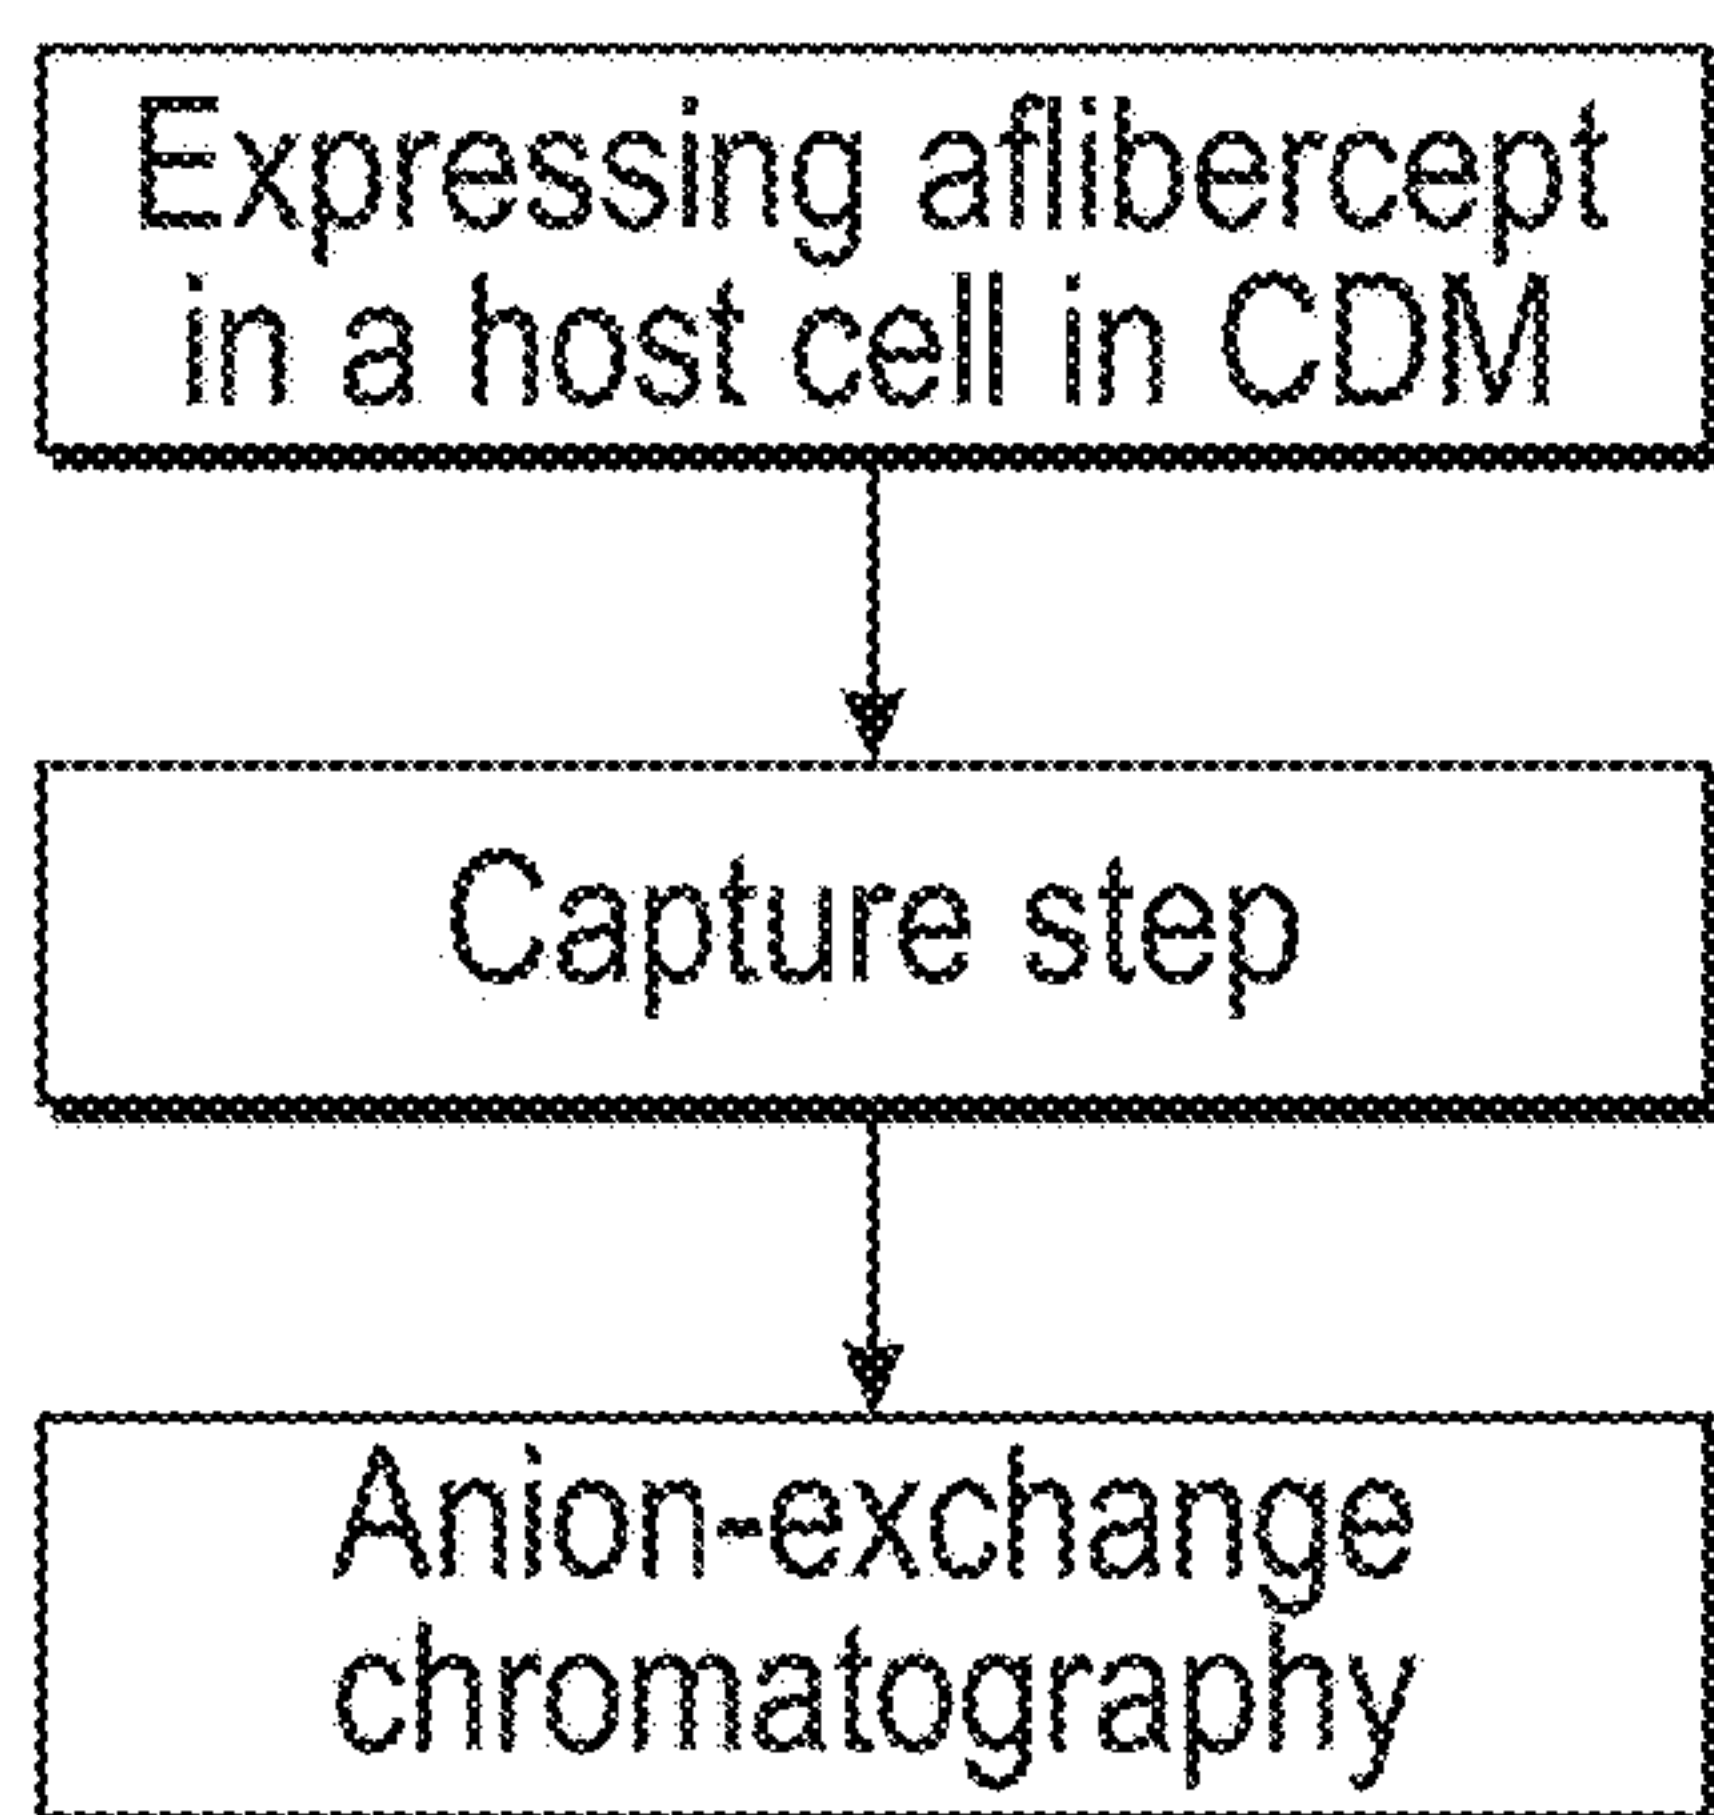 Expressing aflibercept
in a host cell in CDM
Capture step
Anion-exchange
chromatography